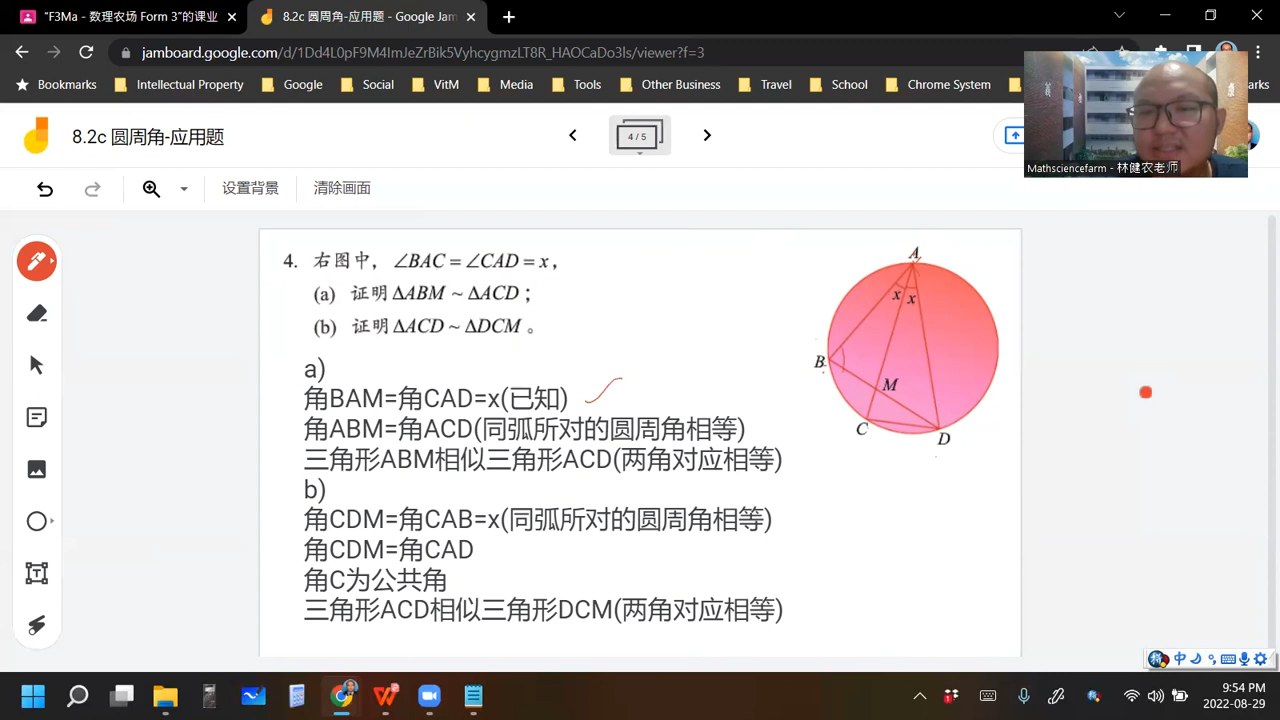 "F3Ma - 数理农场 Form 3"的课业
8.2c 圆周角-应用题 - Google Jam
jamboard.google.com/d/1Dd4L0pF9M4ImJeZrBik5VvhcygmzLT8R_HAOCaDo3ls/viewer?f=3
Bookmarks Intellectual Property Google Social VitM Media Tools Other Business Travel School Chrome System
Mathsciencefarm - 林健农老师
8.2c 圆周角-应用题
4 / 5
设置背景 清除画面
4. 右图中，∠BAC = ∠CAD = x，
(a) 证明 ΔABM ~ ΔACD；
(b) 证明 ΔACD ~ ΔDCM 。
a)
角BAM=角CAD=x(已知)
角ABM=角ACD(同弧所对的圆周角相等)
三角形ABM相似三角形ACD(两角对应相等)
b)
角CDM=角CAB=x(同弧所对的圆周角相等)
角CDM=角CAD
角C为公共角
三角形ACD相似三角形DCM(两角对应相等)
A
x x
B
M
C
D
中
9:54 PM
2022-08-29